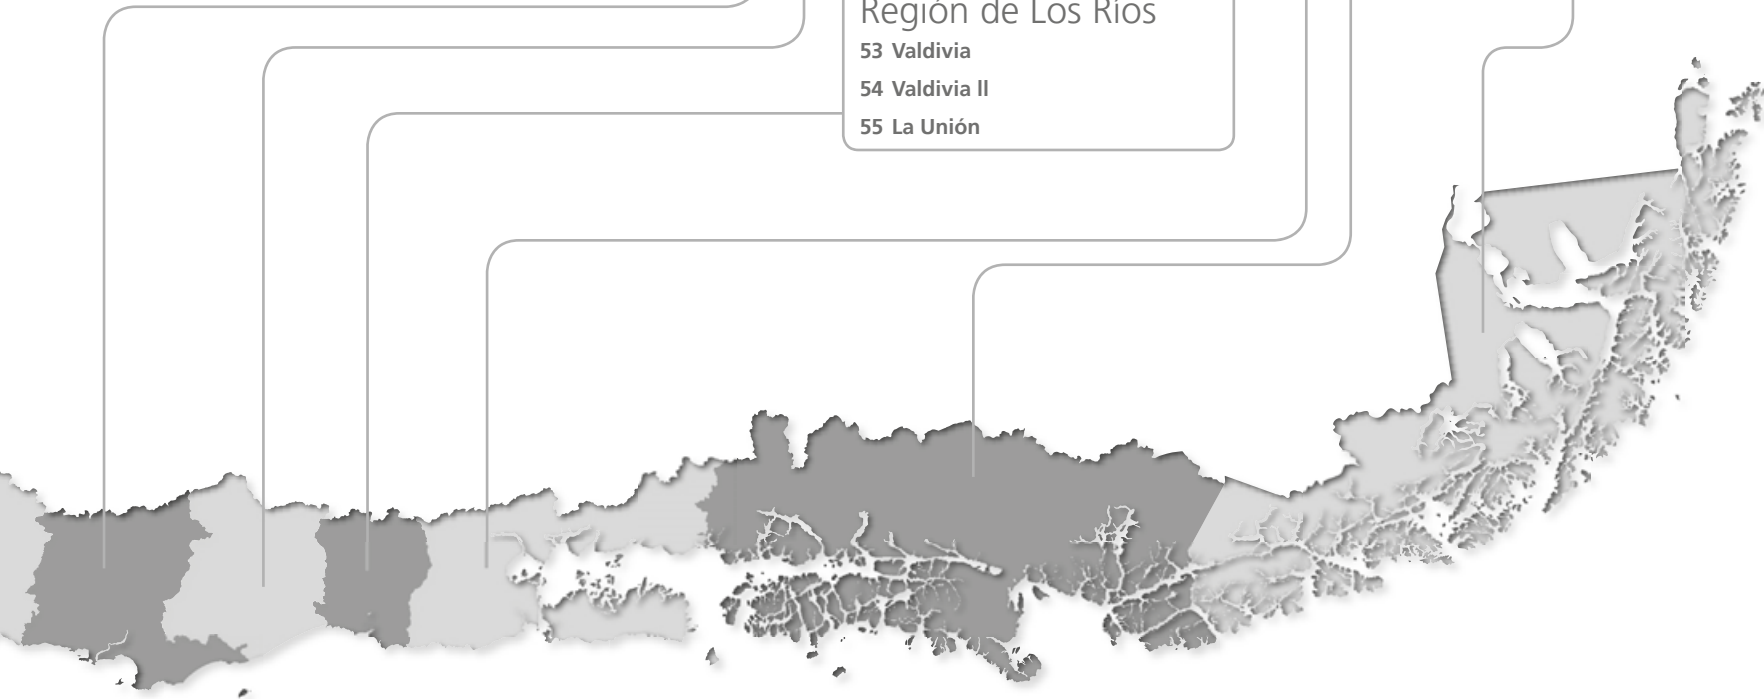 Región de Los Ríos
53 Valdivia
54 Valdivia ll
55 La Unión